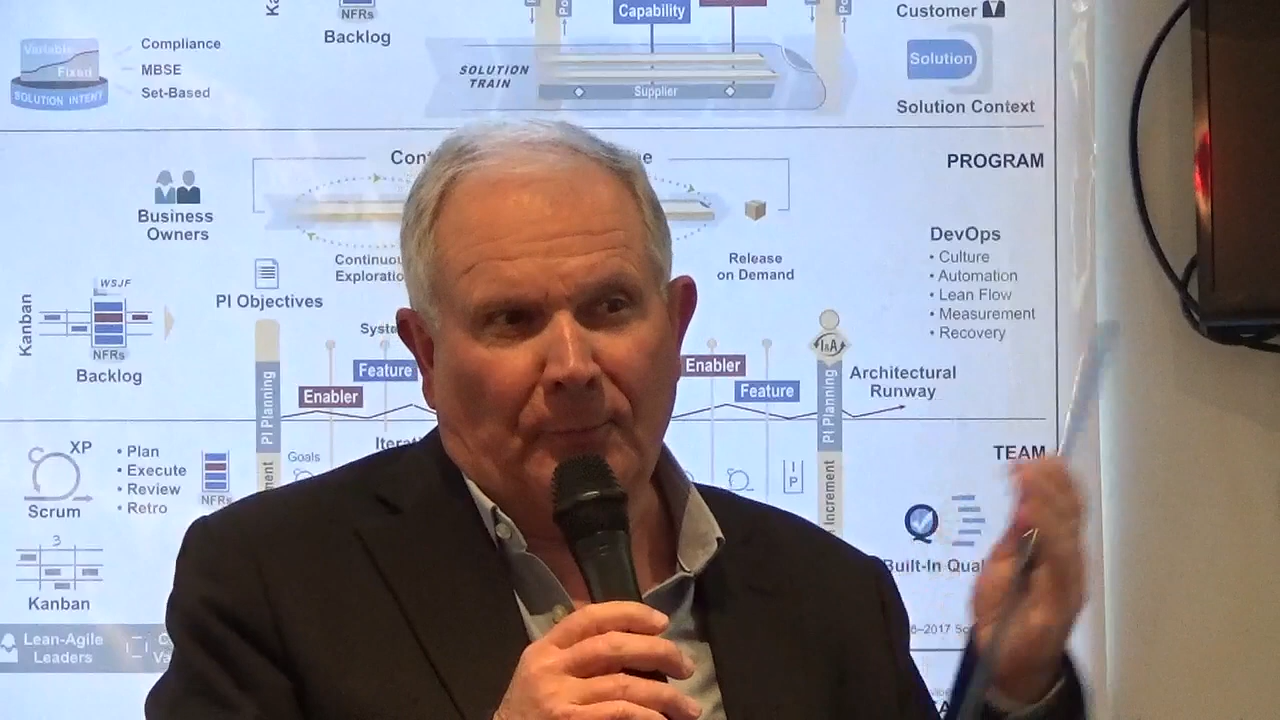 NFRs
Backlog
Capability
Customer
Variable
Fixed
SOLUTION INTENT
Compliance
MBSE
Set-Based
SOLUTION
TRAIN
Supplier
Solution
Solution Context
PROGRAM
Business
Owners
PI Objectives
Release
on Demand
DevOps
• Culture
• Automation
• Lean Flow
• Measurement
• Recovery
Kanban
WSJF
NFRs
Backlog
PI Planning
Enabler
Feature
Enabler
Feature
I&A
PI Planning
Architectural
Runway
TEAM
XP
Scrum
• Plan
• Execute
• Review
• Retro
NFRs
Goals
I
P
Increment
3
Kanban
Q
Built-In
Lean-Agile
Leaders